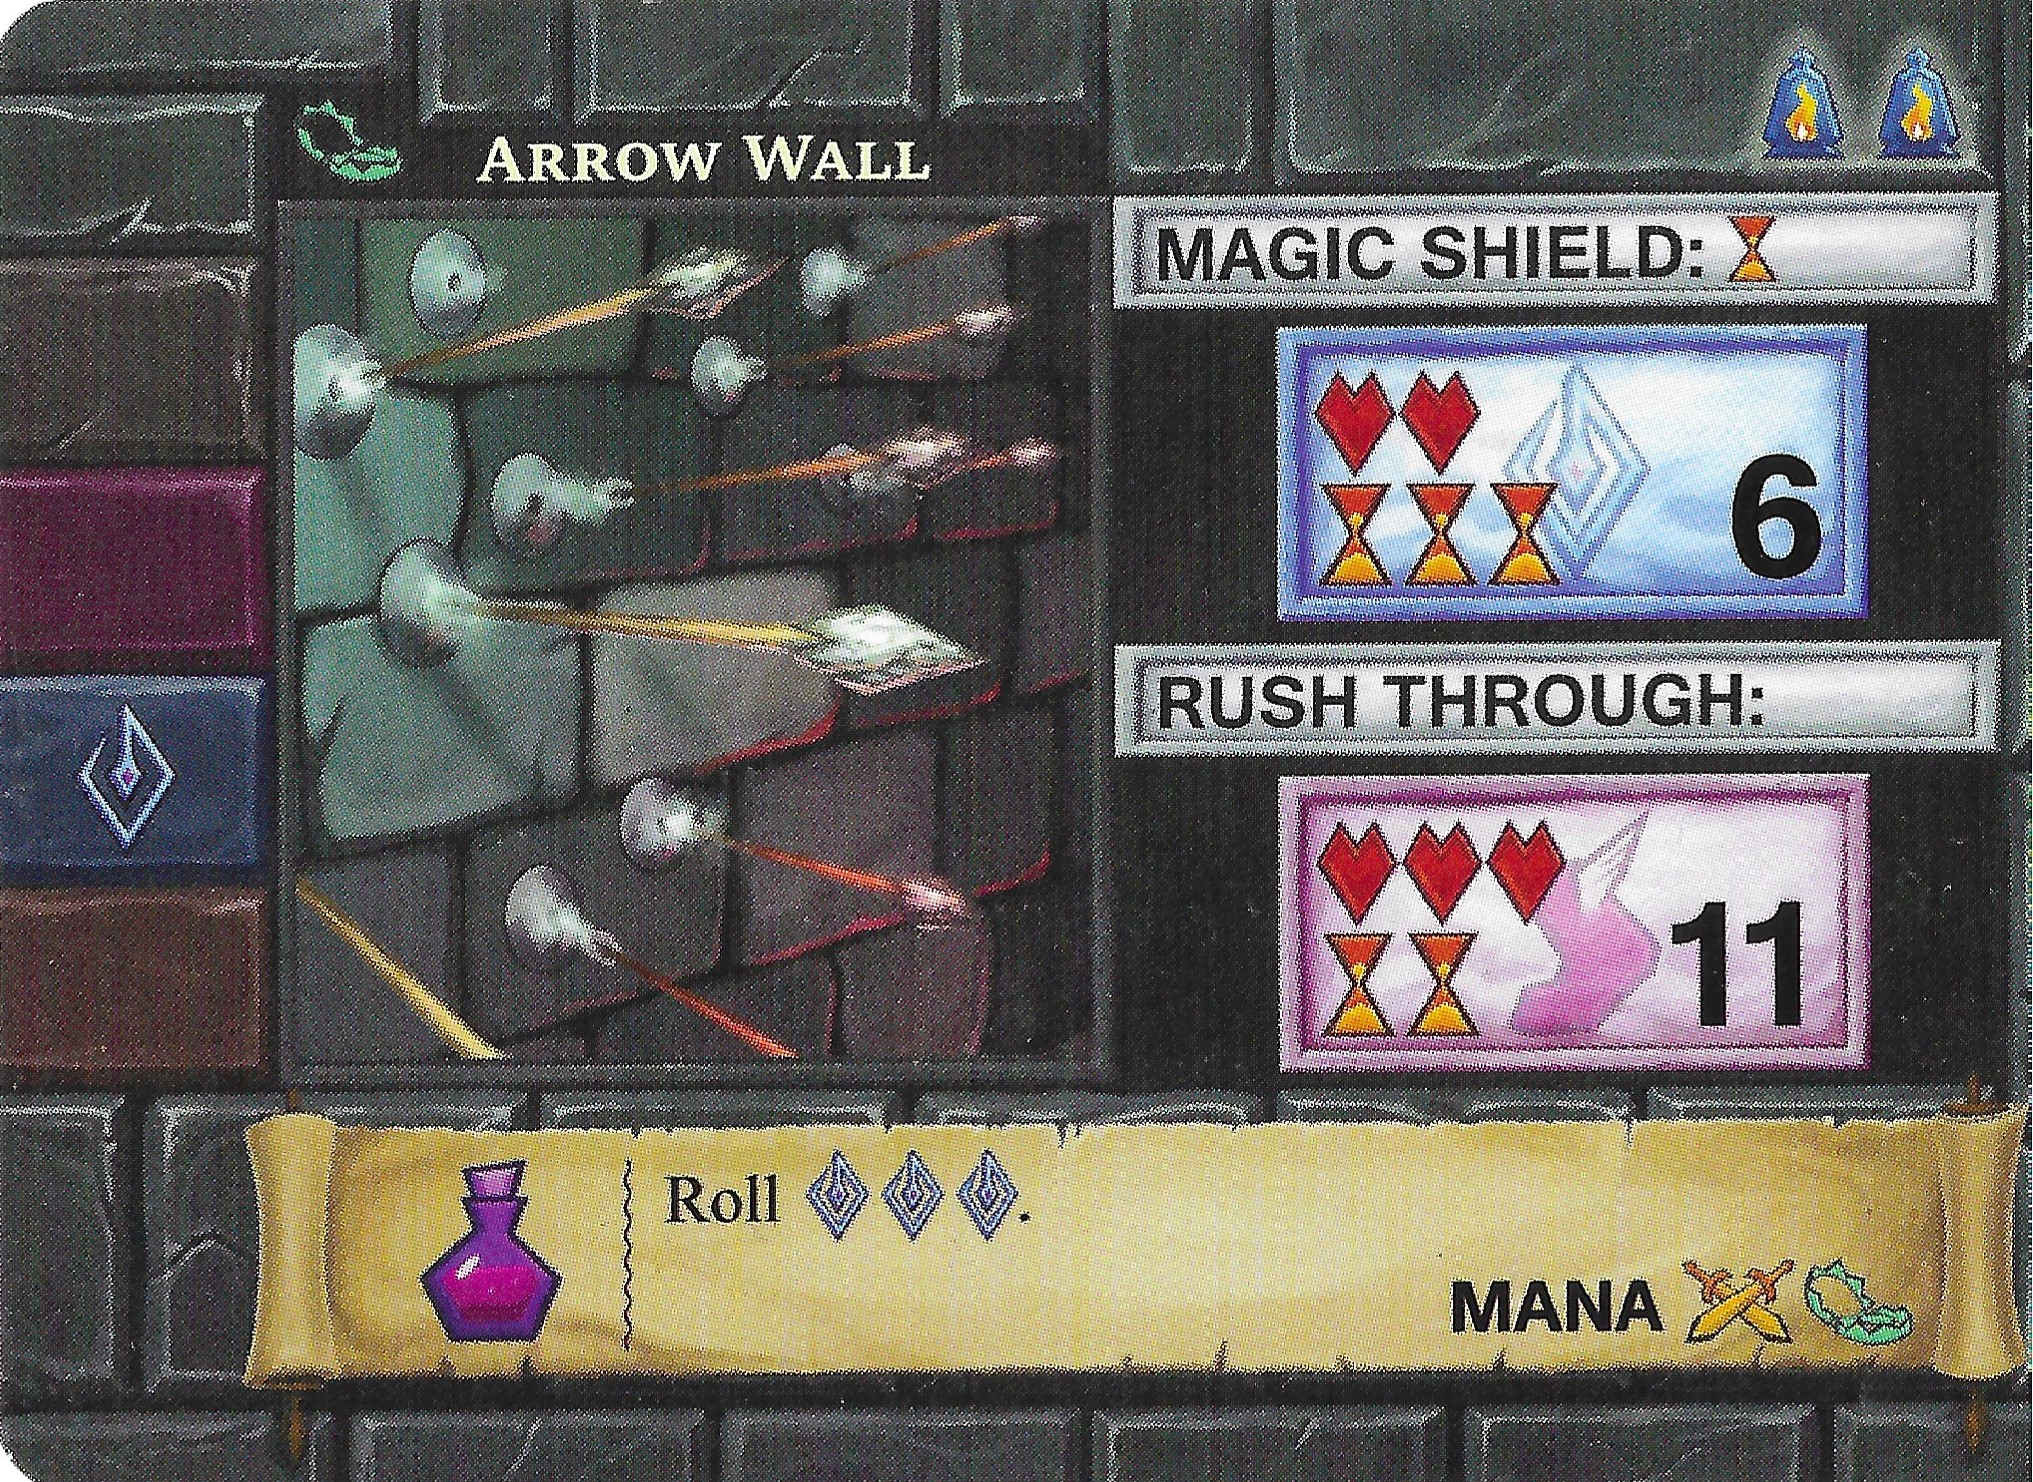 ARROW WALL
MAGIC SHIELD:
6
RUSH THROUGH:
11
Roll .
MANA